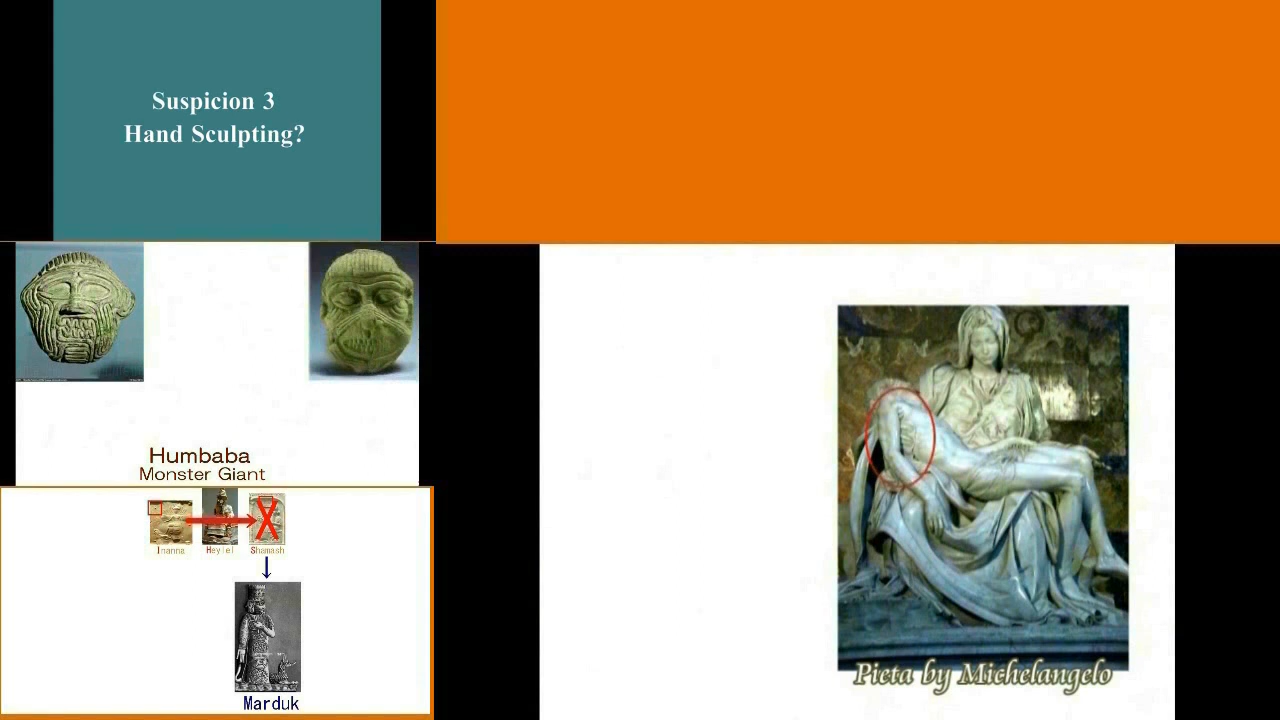 Suspicion 3
Hand Sculpting?
Humbaba
Monster Giant
Inanna Heylel Shamash
Marduk
Pieta by Michelangelo